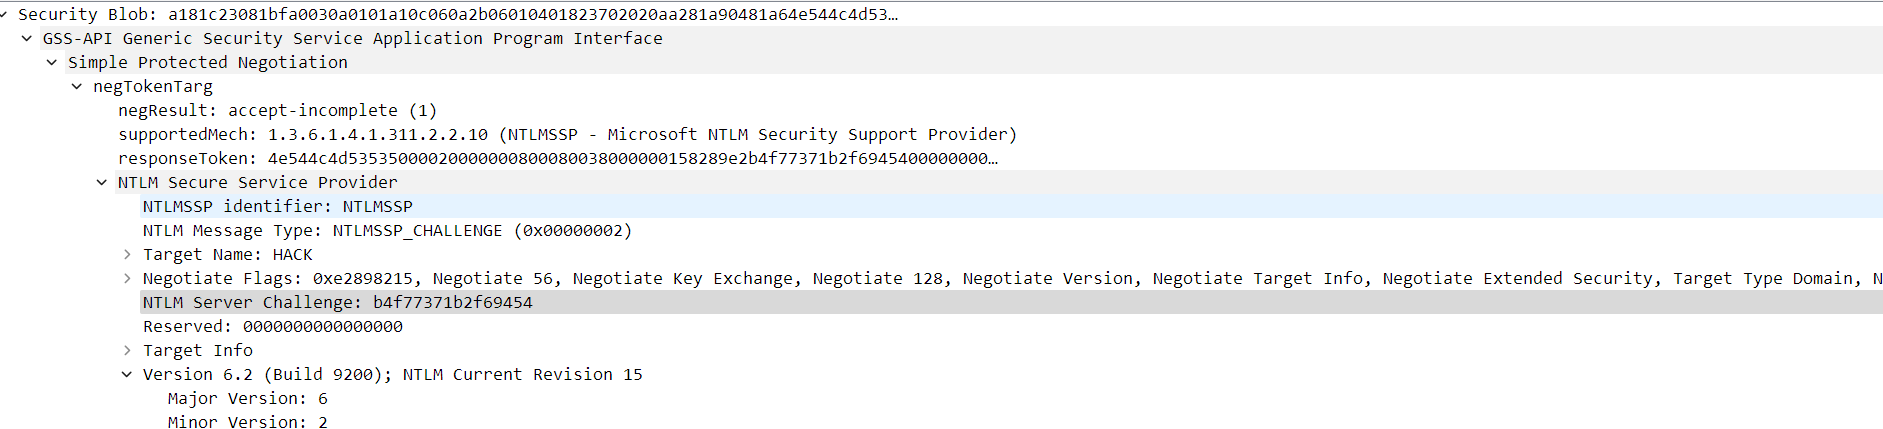 Security Blob: a181c23081bfa0030a0101a10c060a2b06010401823702020aa281a90481a64e544c4d53…
GSS-API Generic Security Service Application Program Interface
Simple Protected Negotiation
negTokenTarg
negResult: accept-incomplete (1)
supportedMech: 1.3.6.1.4.1.311.2.2.10 (NTLMSSP - Microsoft NTLM Security Support Provider)
responseToken: 4e544c4d53535000020000000800080038000000158289e2b4f77371b2f6945400000000…
NTLM Secure Service Provider
NTLMSSP identifier: NTLMSSP
NTLM Message Type: NTLMSSP_CHALLENGE (0x00000002)
Target Name: HACK
Negotiate Flags: 0xe2898215, Negotiate 56, Negotiate Key Exchange, Negotiate 128, Negotiate Version, Negotiate Target Info, Negotiate Extended Security, Target Type Domain, N
NTLM Server Challenge: b4f77371b2f69454
Reserved: 0000000000000000
Target Info
Version 6.2 (Build 9200); NTLM Current Revision 15
Major Version: 6
Minor Version: 2